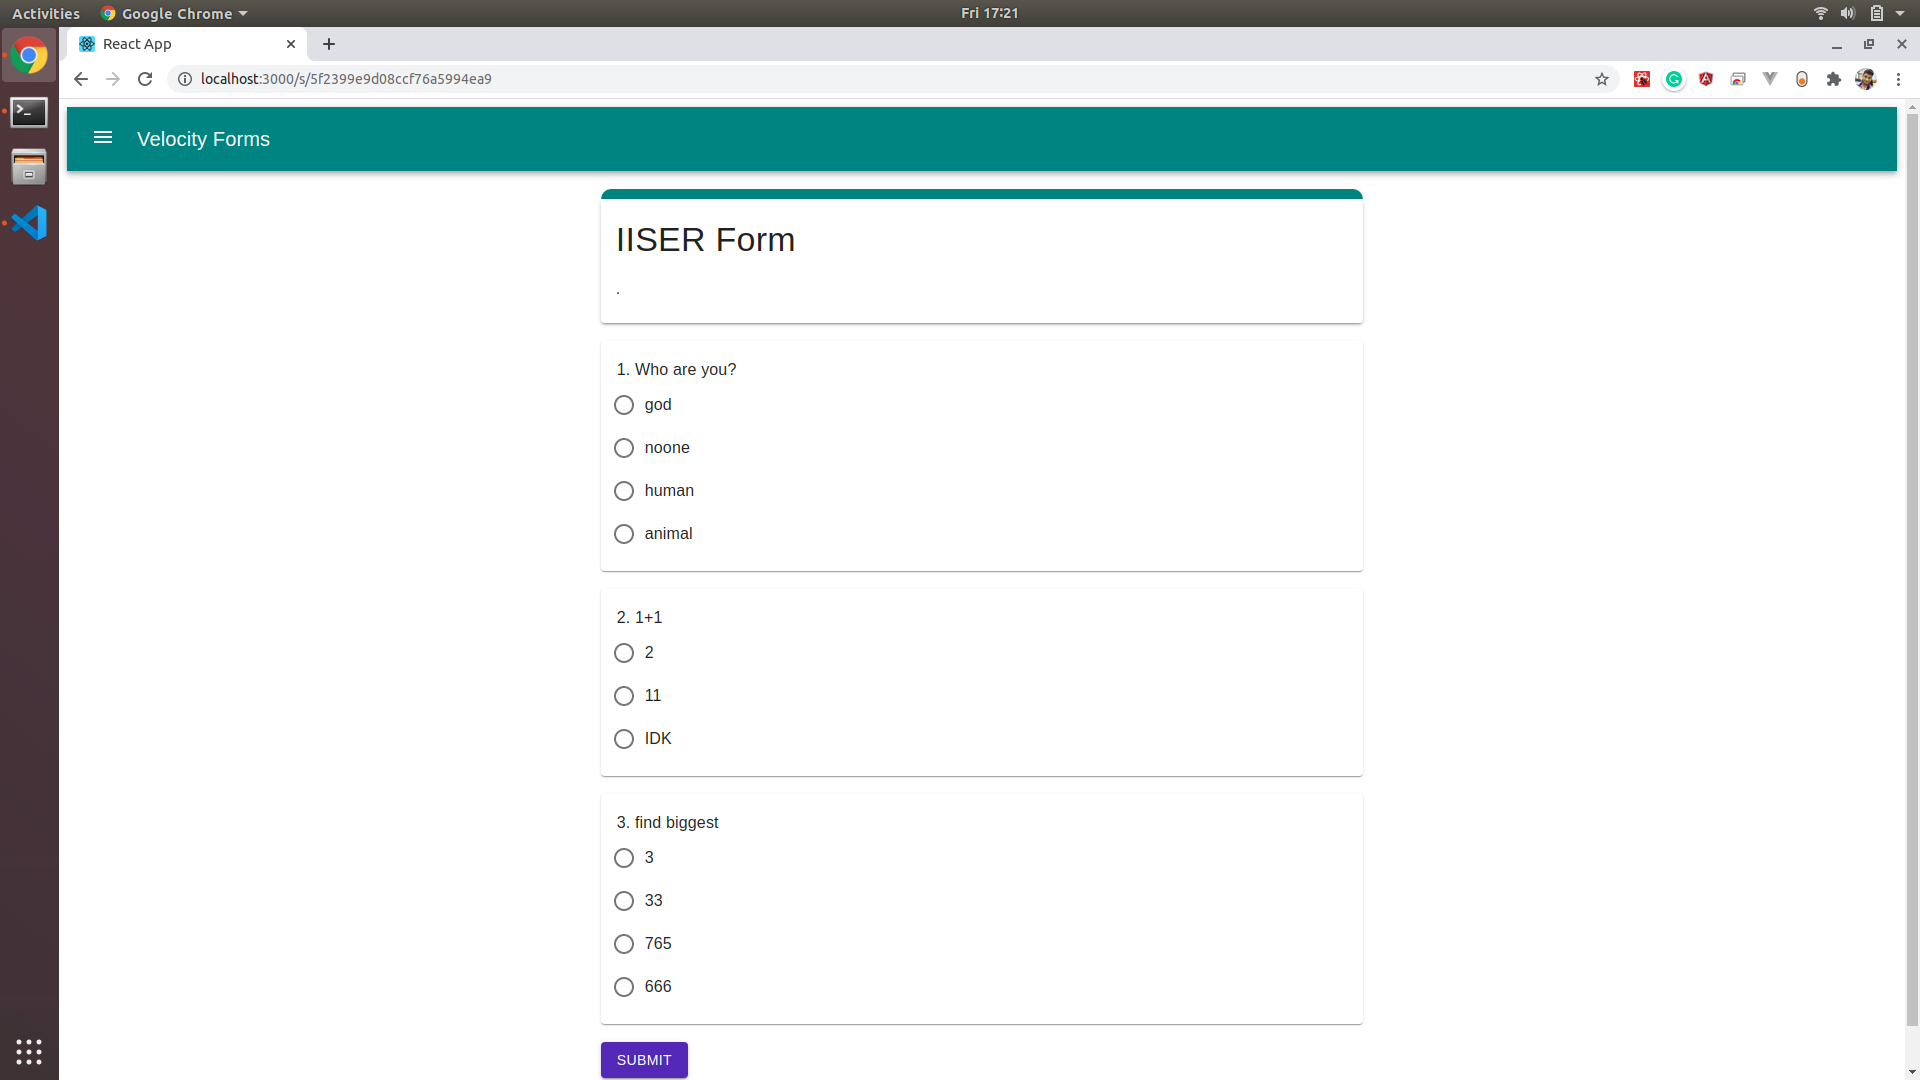 Activities
Google Chrome
Fri 17:21
React App
localhost:3000/s/5f2399e9d08ccf76a5994ea9
Velocity Forms
IISER Form
.
1. Who are you?
god
noone
human
animal
2. 1+1
2
11
IDK
3. find biggest
3
33
765
666
SUBMIT